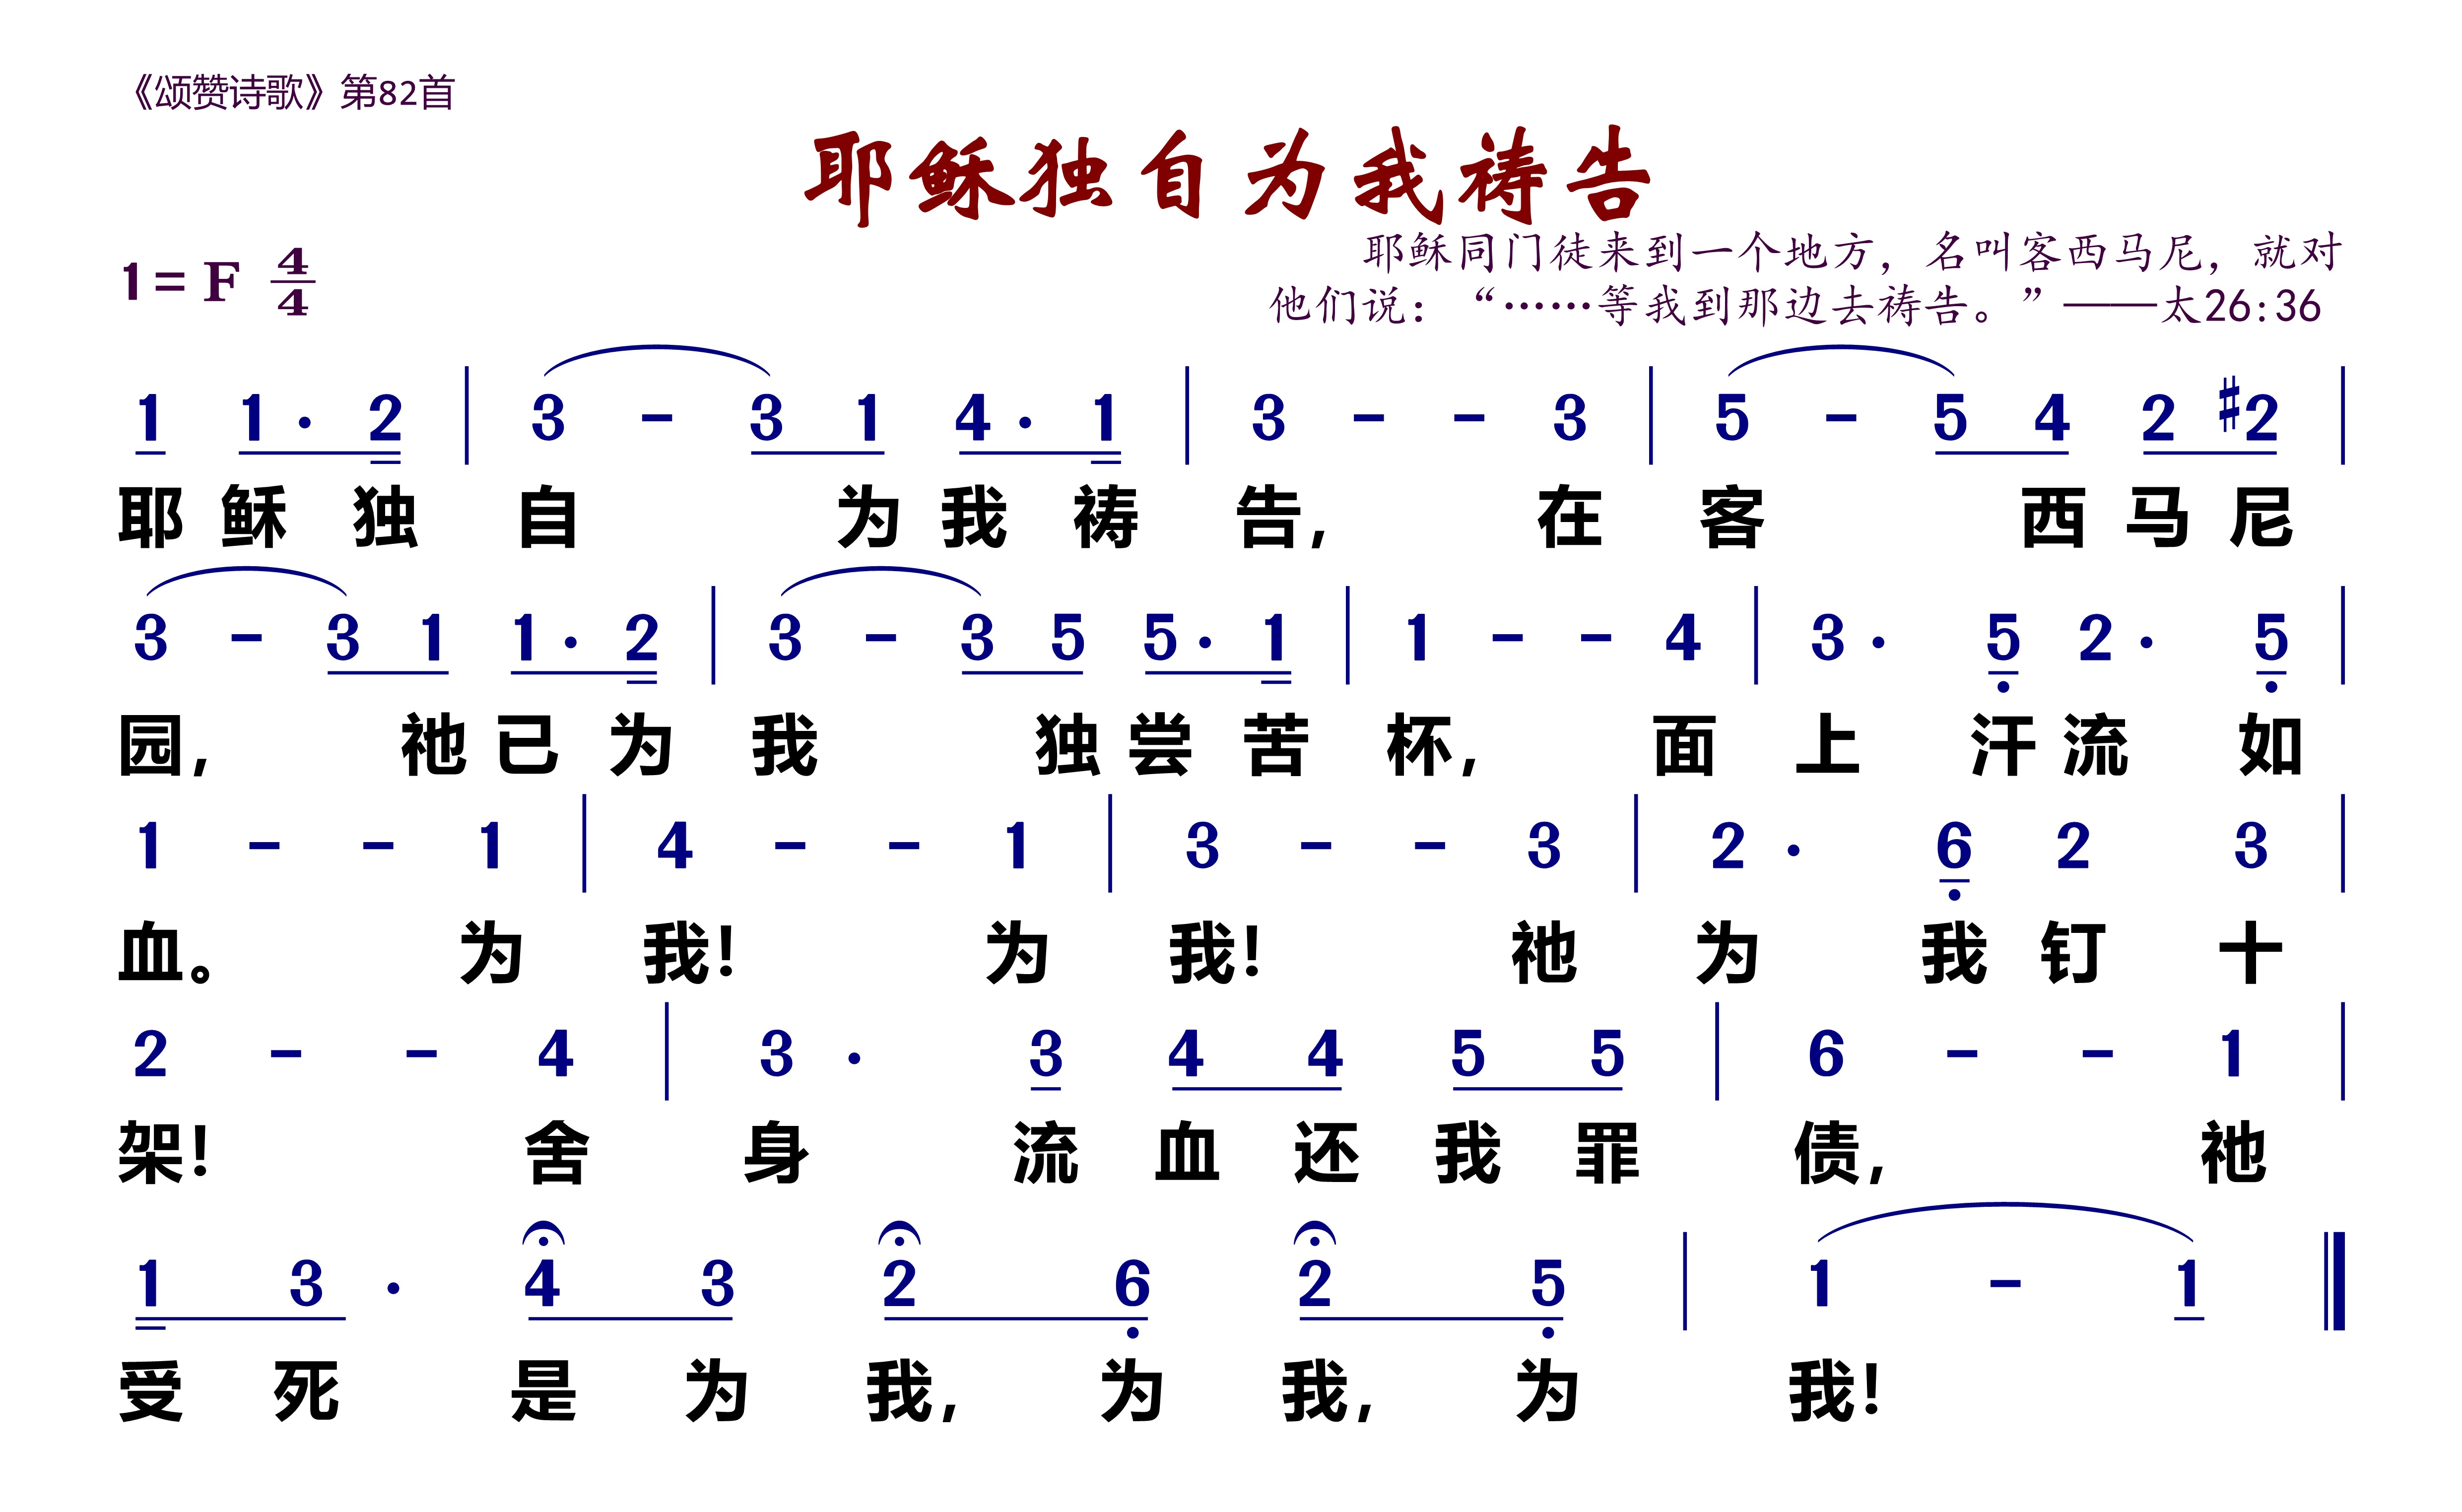 《颂赞诗歌》第82首
耶稣独自为我祷告
1= F 4/4
耶稣同门徒来到一个地方，名叫客西马尼，就对
他们说：“……等我到那边去祷告。”——太26:36
1 1 · 2 | 3 - 3 1 4 · 1 | 3 - - 3 | 5 - 5 4 2 #2 |
耶 稣 独 自 为 我 祷 告, 在 客 西 马 尼
3 - 3 1 1 · 2 | 3 - 3 5 5 · 1 | 1 - - 4 | 3 · 5̣ 2 · 5̣ |
园, 祂 已 为 我 独 尝 苦 杯, 面 上 汗 流 如
1 - - 1 | 4 - - 1 | 3 - - 3 | 2 · 6̣ 2 3 |
血。 为 我! 为 我! 祂 为 我 钉 十
2 - - 4 | 3 · 3 4 4 5 5 | 6 - - 1 |
架! 舍 身 流 血 还 我 罪 债, 祂
1 3 · 4 3 2 6̣ 2 5̣ | 1 - 1 ‖
受 死 是 为 我, 为 我, 为 我!